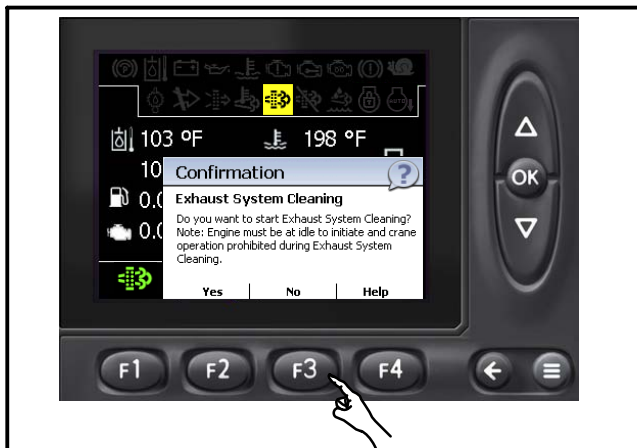 103 °F
198 °F
10
0.0
0.0
Confirmation
?
Exhaust System Cleaning
Do you want to start Exhaust System Cleaning?
Note: Engine must be at idle to initiate and crane
operation prohibited during Exhaust System
Cleaning.
Yes No Help
OK
F1 F2 F3 F4